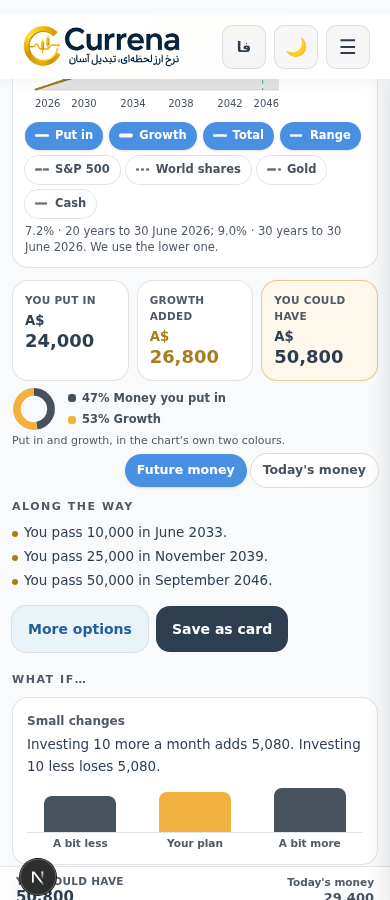 Currena
نرخ ارز لحظه‌ای، تبدیل آسان
فا
2026 2030 2034 2038 2042 2046
Put in Growth Total Range
S&P 500 World shares Gold
Cash
7.2% · 20 years to 30 June 2026; 9.0% · 30 years to 30
June 2026. We use the lower one.
YOU PUT IN
A$
24,000
GROWTH
ADDED
A$
26,800
YOU COULD
HAVE
A$
50,800
47% Money you put in
53% Growth
Put in and growth, in the chart's own two colours.
Future money Today's money
ALONG THE WAY
You pass 10,000 in June 2033.
You pass 25,000 in November 2039.
You pass 50,000 in September 2046.
More options Save as card
WHAT IF…
Small changes
Investing 10 more a month adds 5,080. Investing
10 less loses 5,080.
A bit less Your plan A bit more
N
OULD HAVE Today's money
50,800 29,400